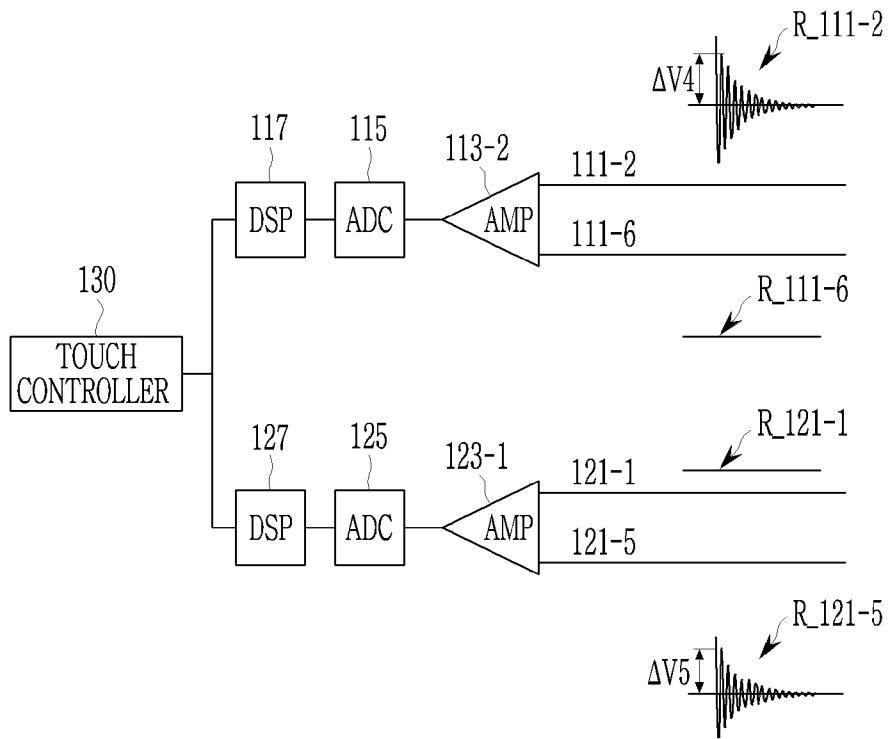 R_111-2
ΔV4
117
115
113-2
111-2
DSP
ADC
AMP
111-6
130
R_111-6
TOUCH
CONTROLLER
R_121-1
127
125
123-1
121-1
DSP
ADC
AMP
121-5
R_121-5
ΔV5